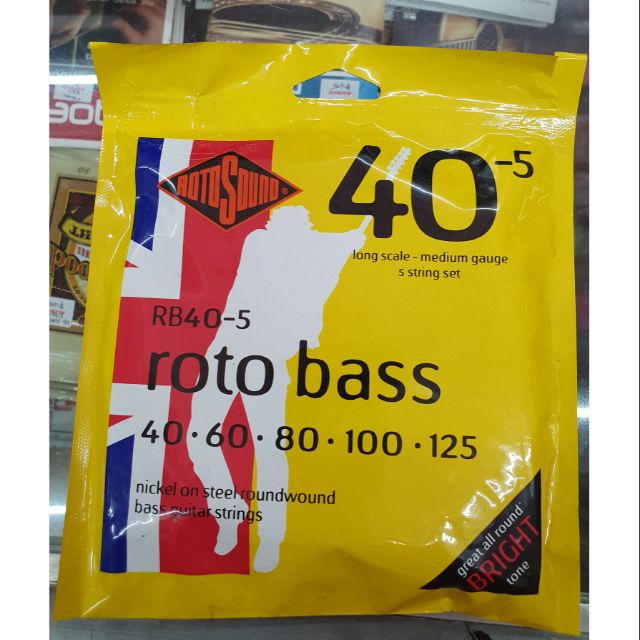 ROTOSOUND®
40-5
long scale - medium gauge
5 string set
RB40-5
roto bass
40 · 60 · 80 · 100 · 125
nickel on steel roundwound
bass guitar strings
great all round
BRIGHT
tone